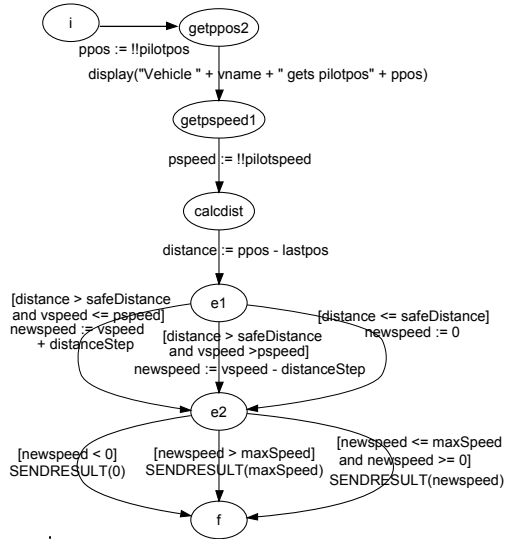 i
getppos2
ppos := !!pilotpos
display("Vehicle " + vname + " gets pilotpos" + ppos)
getpspeed1
pspeed := !!pilotspeed
calcdist
distance := ppos - lastpos
e1
[distance > safeDistance
and vspeed <= pspeed]
newspeed := vspeed
+ distanceStep
[distance > safeDistance
and vspeed >pspeed]
newspeed := vspeed - distanceStep
[distance <= safeDistance]
newspeed := 0
e2
[newspeed < 0]
SENDRESULT(0)
[newspeed > maxSpeed]
SENDRESULT(maxSpeed)
[newspeed <= maxSpeed
and newspeed >= 0]
SENDRESULT(newspeed)
f